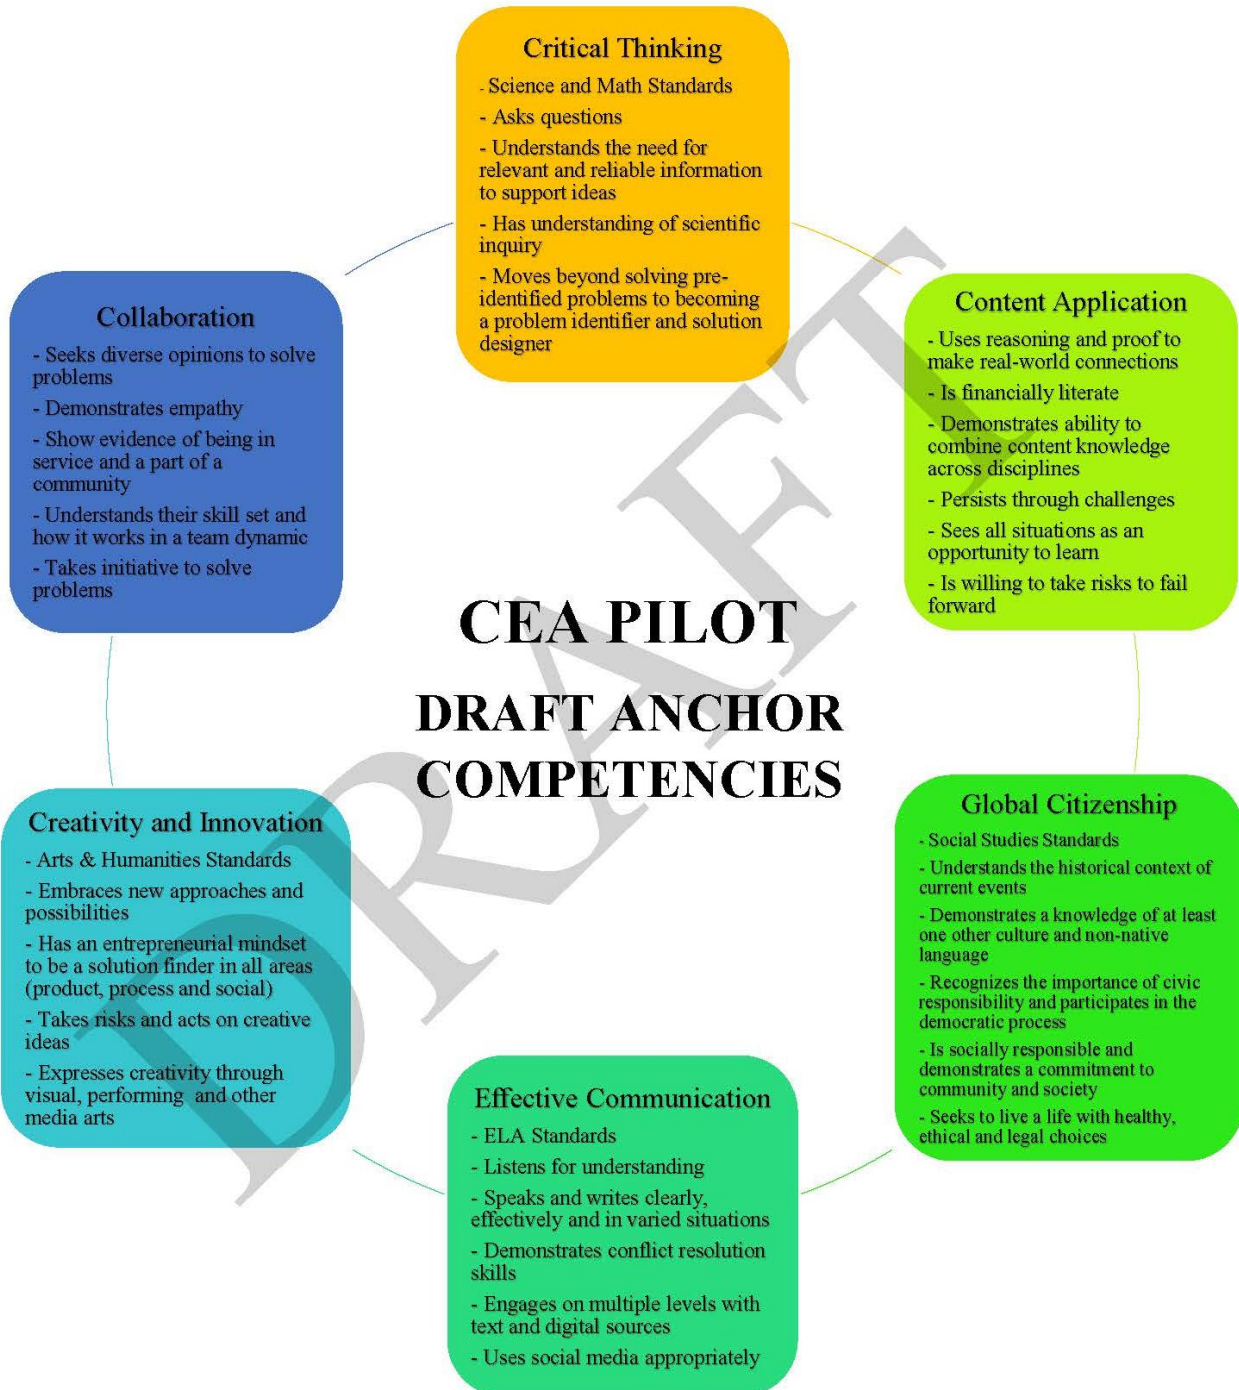 Critical Thinking
- Science and Math Standards
- Asks questions
- Understands the need for
relevant and reliable information
to support ideas
- Has understanding of scientific
inquiry
- Moves beyond solving pre-
identified problems to becoming
a problem identifier and solution
designer
Content Application
- Uses reasoning and proof to
make real-world connections
- Is financially literate
- Demonstrates ability to
combine content knowledge
across disciplines
- Persists through challenges
- Sees all situations as an
opportunity to learn
- Is willing to take risks to fail
forward
Global Citizenship
- Social Studies Standards
- Understands the historical context of
current events
- Demonstrates a knowledge of at least
one other culture and non-native
language
- Recognizes the importance of civic
responsibility and participates in the
democratic process
- Is socially responsible and
demonstrates a commitment to
community and society
- Seeks to live a life with healthy,
ethical and legal choices
Effective Communication
- ELA Standards
- Listens for understanding
- Speaks and writes clearly,
effectively and in varied situations
- Demonstrates conflict resolution
skills
- Engages on multiple levels with
text and digital sources
- Uses social media appropriately
Creativity and Innovation
- Arts & Humanities Standards
- Embraces new approaches and
possibilities
- Has an entrepreneurial mindset
to be a solution finder in all areas
(product, process and social)
- Takes risks and acts on creative
ideas
- Expresses creativity through
visual, performing and other
media arts
Collaboration
- Seeks diverse opinions to solve
problems
- Demonstrates empathy
- Show evidence of being in
service and a part of a
community
- Understands their skill set and
how it works in a team dynamic
- Takes initiative to solve
problems
CEA PILOT
DRAFT ANCHOR
COMPETENCIES
DRAFT